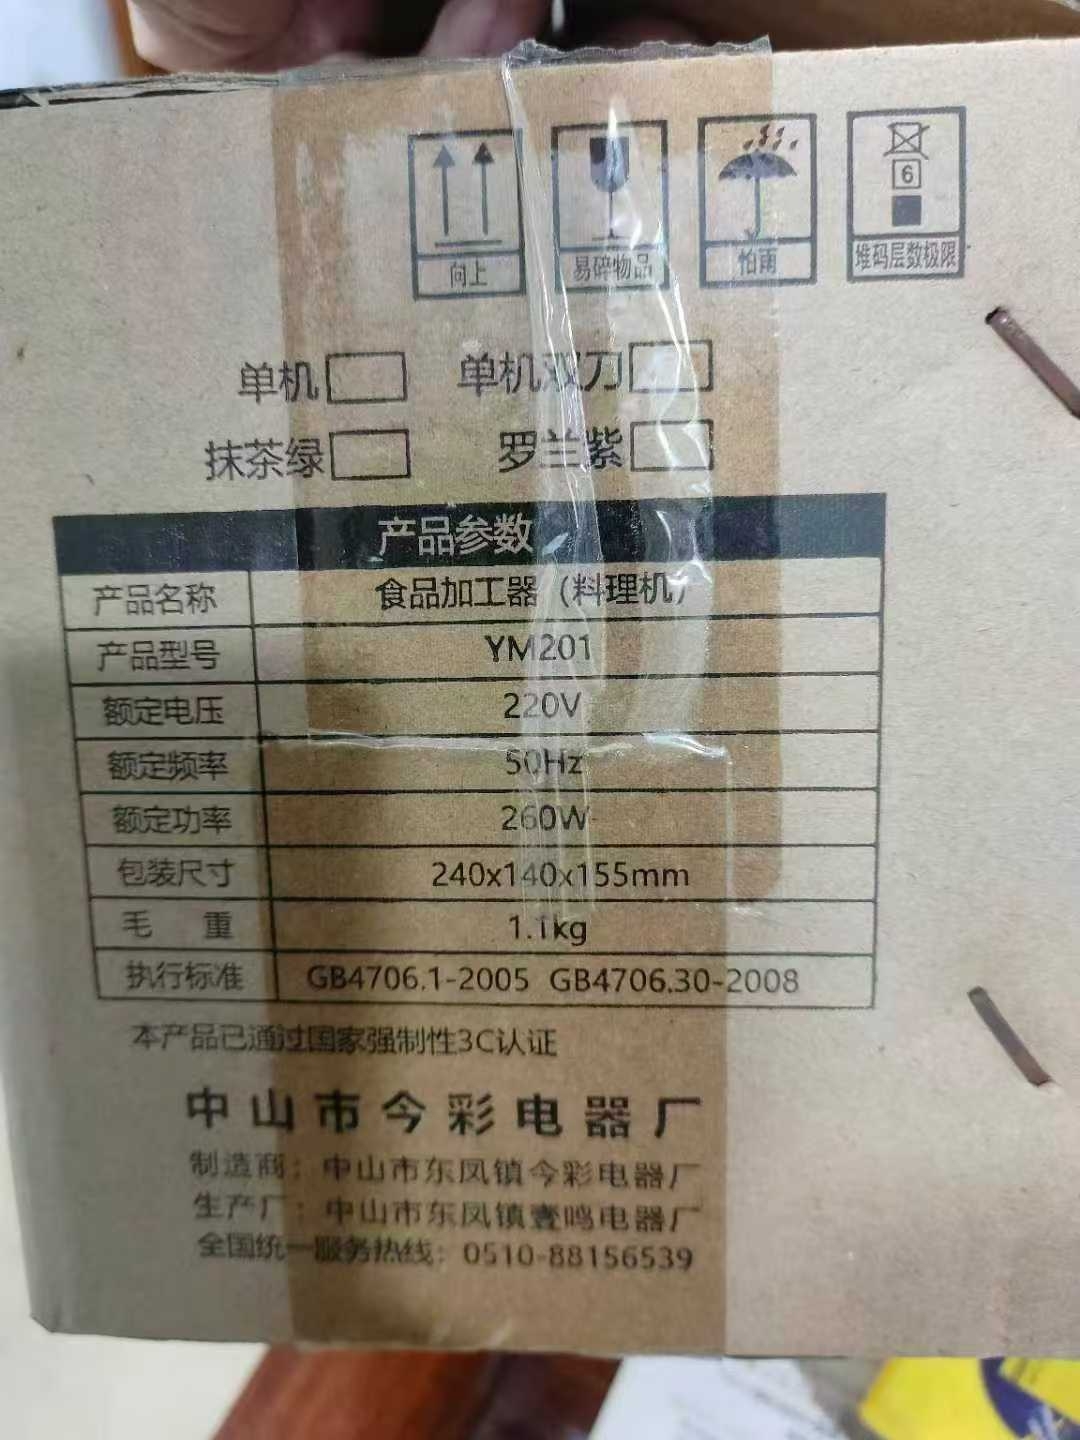 6
向上 易碎物品 怕雨 堆码层数极限
单机 单机双刀
抹茶绿 罗兰紫
产品参数
产品名称 食品加工器（料理机）
产品型号 YM201
额定电压 220V
额定频率 50Hz
额定功率 260W
包装尺寸 240x140x155mm
毛 重 1.1kg
执行标准 GB4706.1-2005 GB4706.30-2008
本产品已通过国家强制性3C认证
中山市今彩电器厂
制造商：中山市东凤镇今彩电器厂
生产厂：中山市东凤镇壹鸣电器厂
全国统一服务热线：0510-88156539